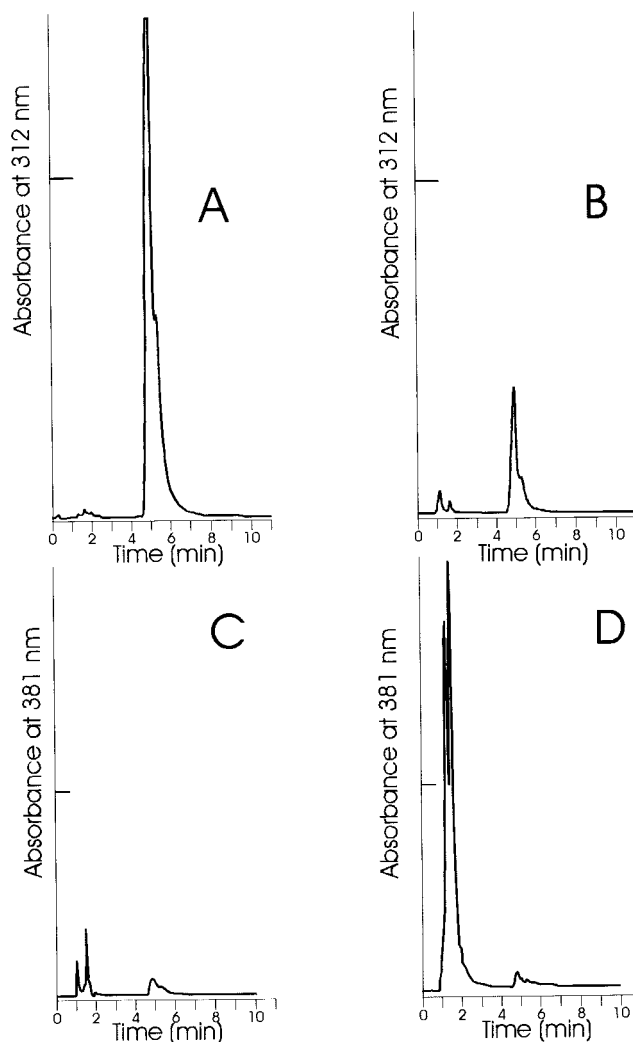 Absorbance at 312 nm
A
0 2 4 6 8 10
Time (min)
Absorbance at 312 nm
B
0 2 4 6 8 10
Time (min)
Absorbance at 381 nm
C
0 2 4 6 8 10
Time (min)
Absorbance at 381 nm
D
0 2 4 6 8 10
Time (min)